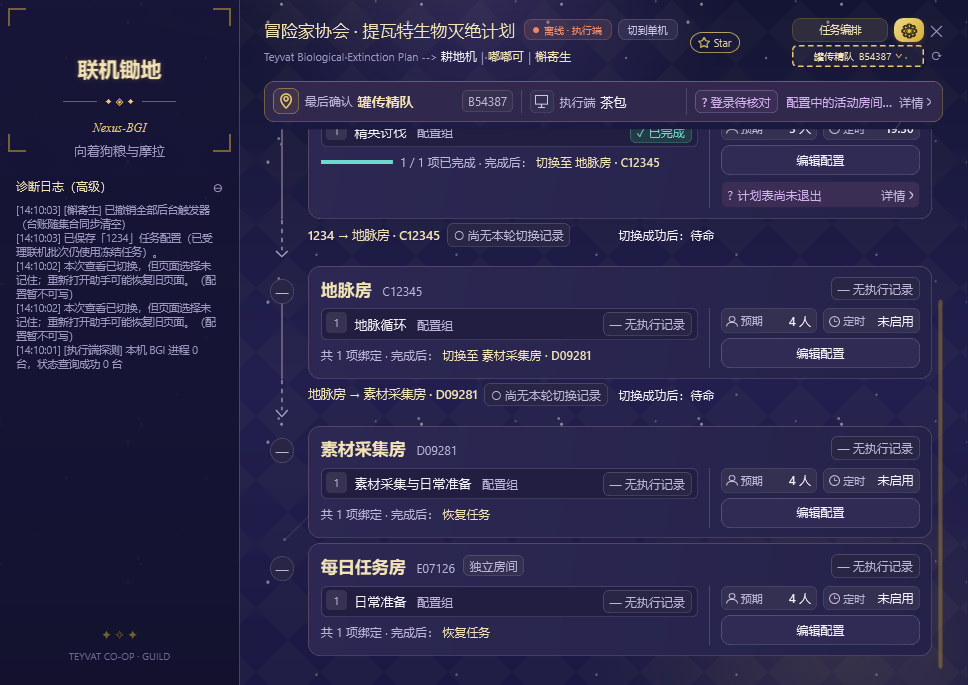 联机锄地
Nexus-BGI
向着狗粮与摩拉
诊断日志（高级）
[14:10:03] [槲寄生] 已撤销全部后台触发器（台账随集合同步清空）
[14:10:03] 已保存「1234」任务配置（已受理联机批次仍使用冻结任务）。
[14:10:02] 本次查看已切换，但页面选择未记住；重新打开助手可能恢复旧页面。（配置暂不可写）
[14:10:02] 本次查看已切换，但页面选择未记住；重新打开助手可能恢复旧页面。（配置暂不可写）
[14:10:01] [执行端探测] 本机 BGI 进程 0 台，状态查询成功 0 台
TEYVAT CO-OP · GUILD
冒险家协会 · 提瓦特生物灭绝计划
离线 · 执行端
切到单机
Star
任务编排
Teyvat Biological Extinction Plan --> 耕地机 | 嘟嘟可 | 槲寄生
罐传精队 B54387
最后确认 罐传精队 B54387
执行端 茶包
? 登录待核对
配置中的活动房间... 详情
1 精英讨伐 配置组 ✓ 已完成
预期 3 人 定时 19:30
1 / 1 项已完成 · 完成后： 切换至 地脉房 · C12345
编辑配置
? 计划表尚未退出 详情
1234 → 地脉房 · C12345 尚无本轮切换记录 切换成功后：待命
地脉房 C12345 — 无执行记录
1 地脉循环 配置组 — 无执行记录
预期 4 人 定时 未启用
共 1 项绑定 · 完成后： 切换至 素材采集房 · D09281
编辑配置
地脉房 → 素材采集房 · D09281 尚无本轮切换记录 切换成功后：待命
素材采集房 D09281 — 无执行记录
1 素材采集与日常准备 配置组 — 无执行记录
预期 4 人 定时 未启用
共 1 项绑定 · 完成后： 恢复任务
编辑配置
每日任务房 E07126 独立房间 — 无执行记录
1 日常准备 配置组 — 无执行记录
预期 4 人 定时 未启用
共 1 项绑定 · 完成后： 恢复任务
编辑配置